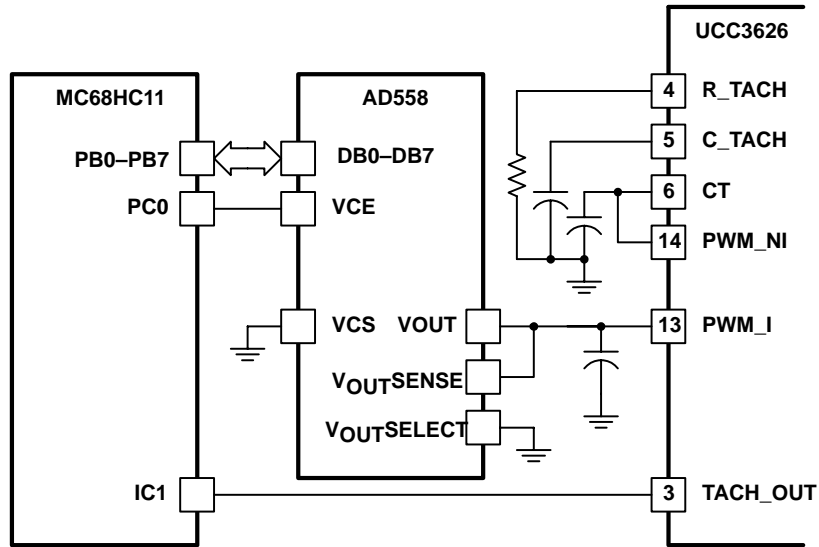 UCC3626
MC68HC11
AD558
4 R_TACH
5 C_TACH
PB0–PB7
DB0–DB7
6 CT
PC0
VCE
14 PWM_NI
VCS
VOUT
13 PWM_I
VOUTSENSE
VOUTSELECT
IC1
3 TACH_OUT